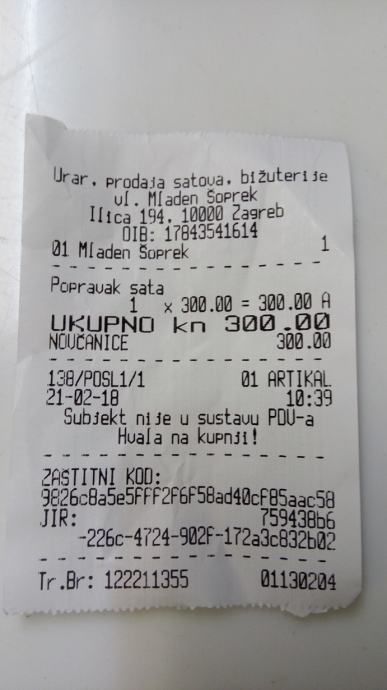 Urar, prodaja satova, bižuterije
vl. Mladen Šoprek
Ilica 194, 10000 Zagreb
OIB: 17843541614
01 Mladen Šoprek 1
Popravak sata
1 x 300.00 = 300.00 A
UKUPNO kn 300.00
NOVČANICE 300.00
138/POSL1/1 01 ARTIKAL
21-02-18 10:39
Subjekt nije u sustavu PDV-a
Hvala na kupnji!
ZAŠTITNI KOD:
9826c8a5e5fff2f6f58ad40cf85aac58
JIR: 759438b6
-226c-4724-902f-172a3c832b02
Tr.Br: 122211355 01130204